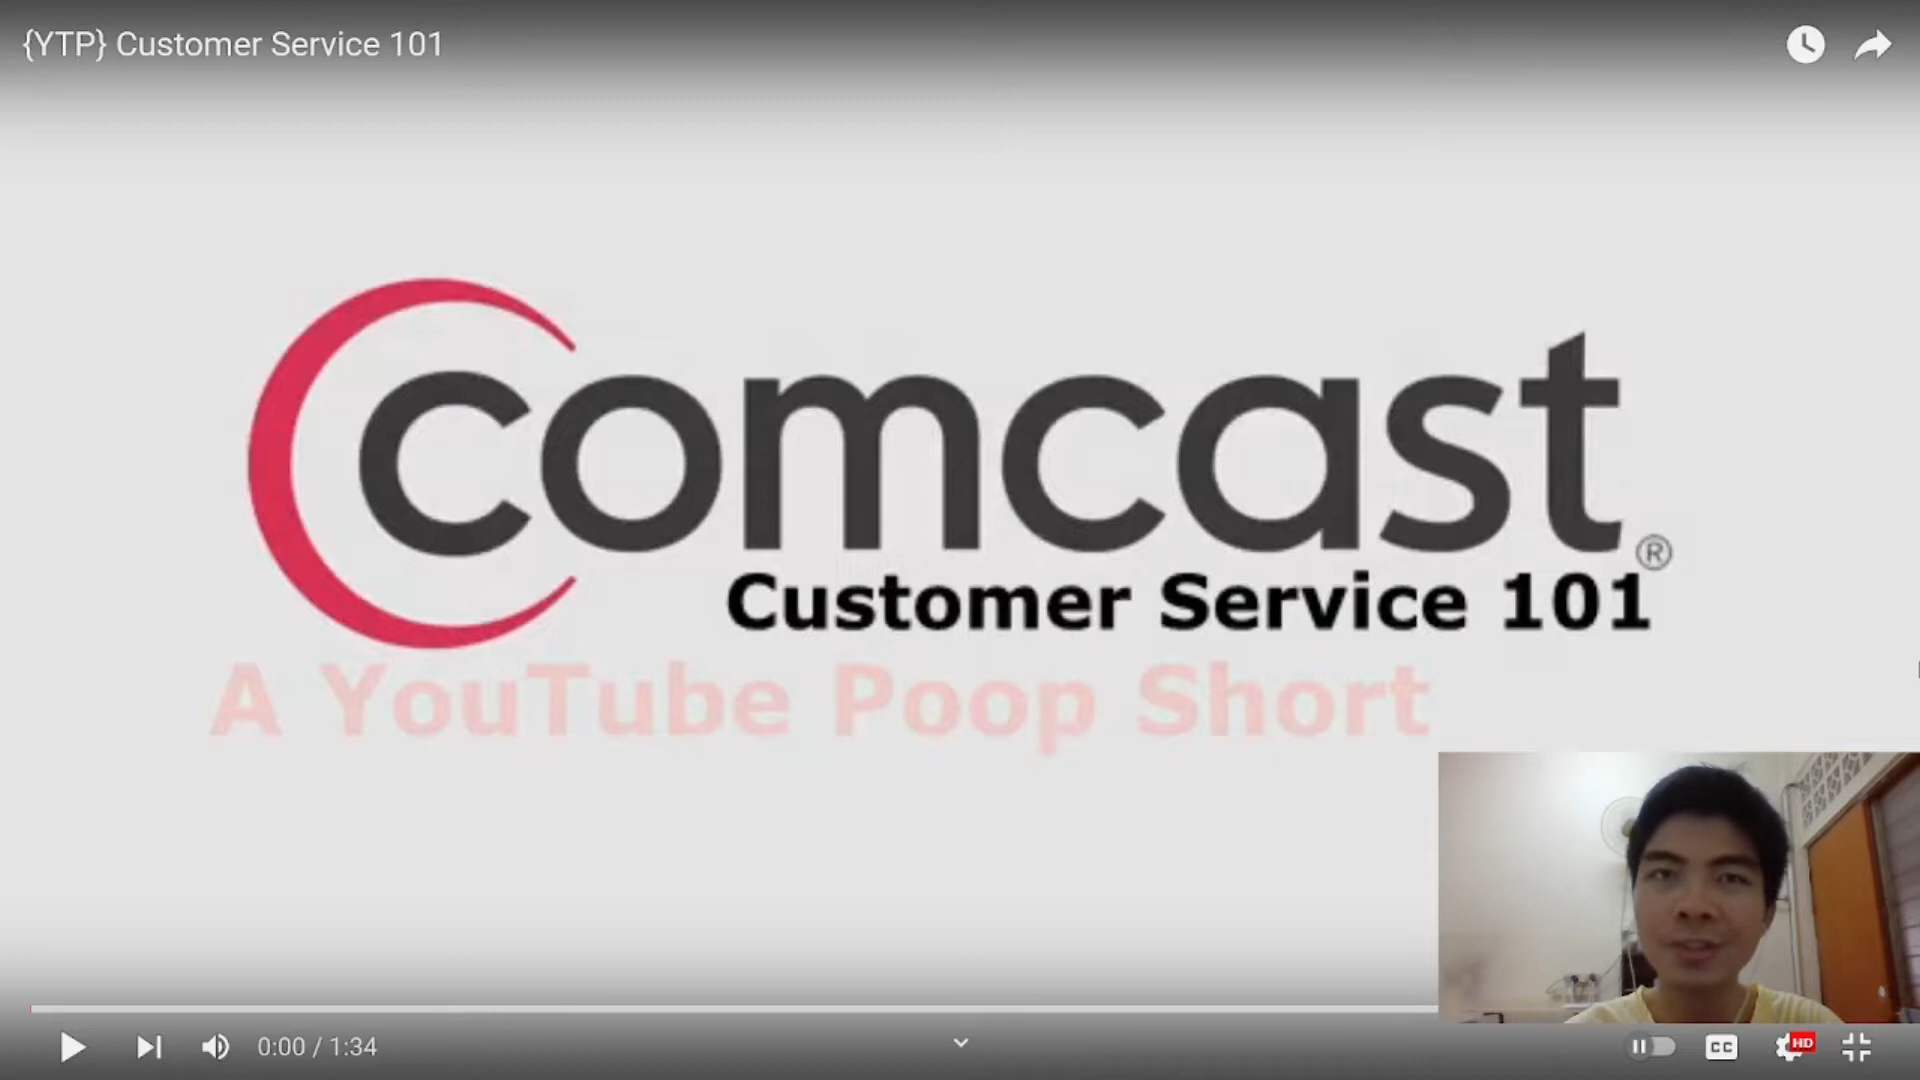 {YTP} Customer Service 101
comcast
®
Customer Service 101
A YouTube Poop Short
0:00 / 1:34
CC
HD